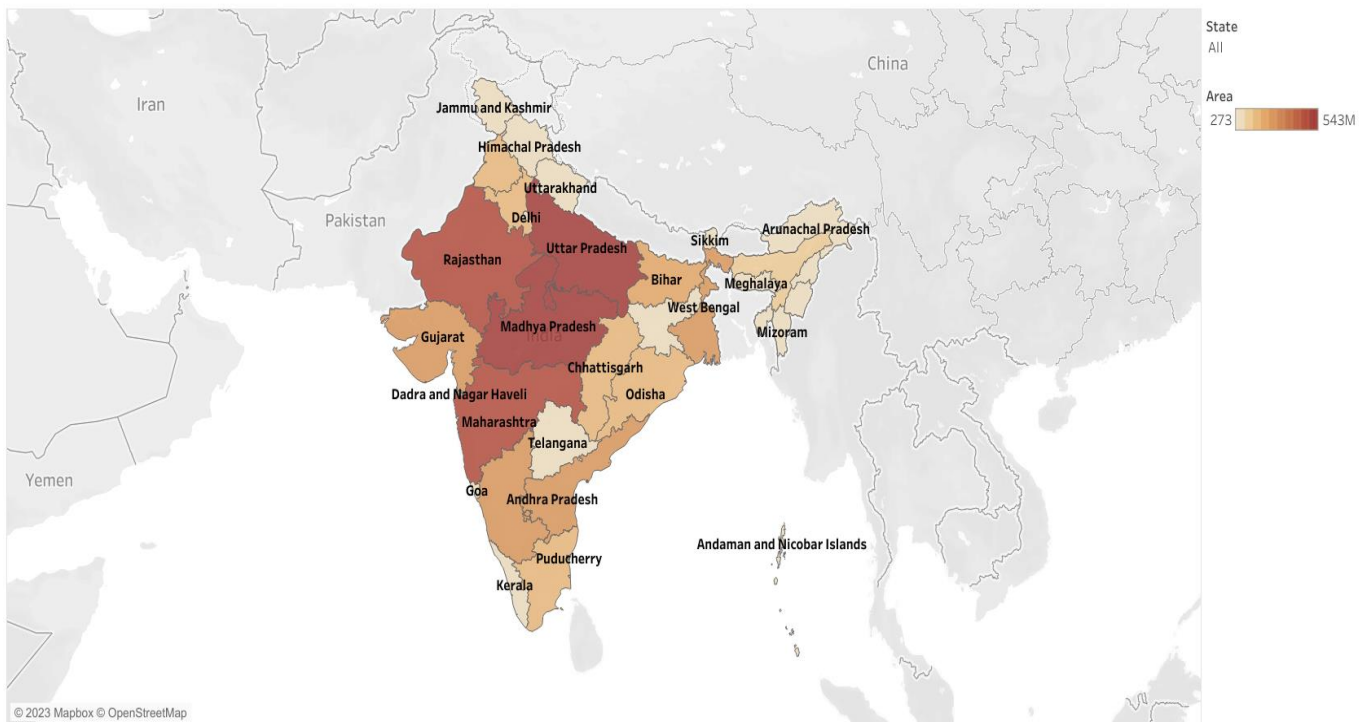 State
All
China
Iran
Area
273 543M
Jammu and Kashmir
Himachal Pradesh
Uttarakhand
Pakistan
Delhi
Arunachal Pradesh
Sikkim
Uttar Pradesh
Rajasthan
Bihar
Meghalaya
West Bengal
Madhya Pradesh
Mizoram
India
Gujarat
Chhattisgarh
Dadra and Nagar Haveli
Odisha
Maharashtra
Telangana
Yemen
Goa
Andhra Pradesh
Andaman and Nicobar Islands
Puducherry
Kerala
© 2023 Mapbox © OpenStreetMap